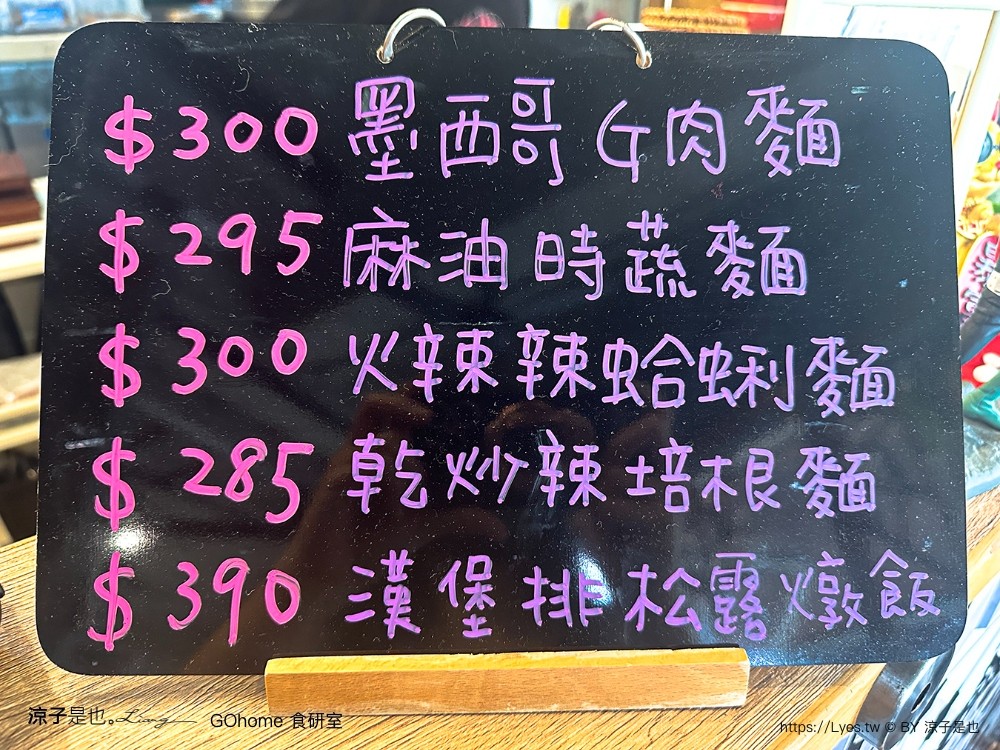 $300 墨西哥G肉麵
$295 麻油時蔬麵
$300 火辣辣蛤蜊麵
$285 乾炒辣培根麵
$390 漢堡排松露燉飯
涼子是也。Ling GOhome 食研室
https://Lyes.tw © BY 涼子是也